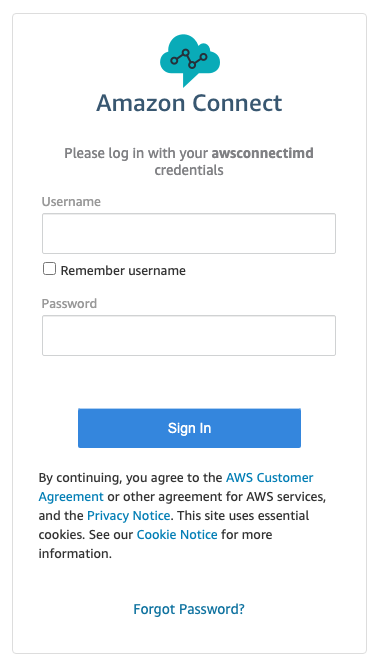 Amazon Connect
Please log in with your awsconnectimd
credentials
Username
Remember username
Password
Sign In
By continuing, you agree to the AWS Customer
Agreement or other agreement for AWS services,
and the Privacy Notice. This site uses essential
cookies. See our Cookie Notice for more
information.
Forgot Password?